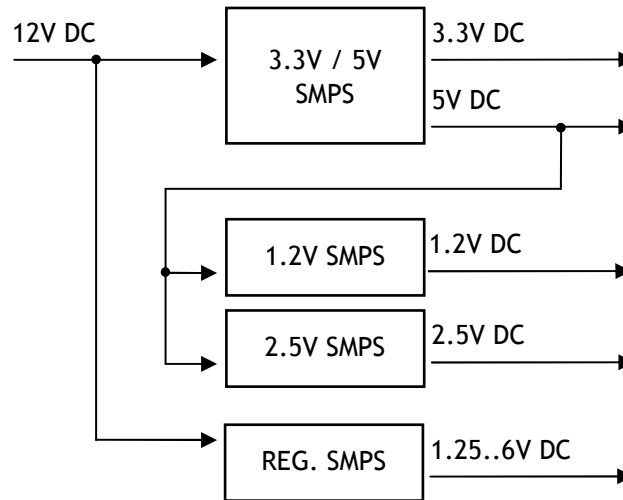 12V DC
3.3V / 5V
SMPS
3.3V DC
5V DC
1.2V SMPS
1.2V DC
2.5V SMPS
2.5V DC
REG. SMPS
1.25..6V DC